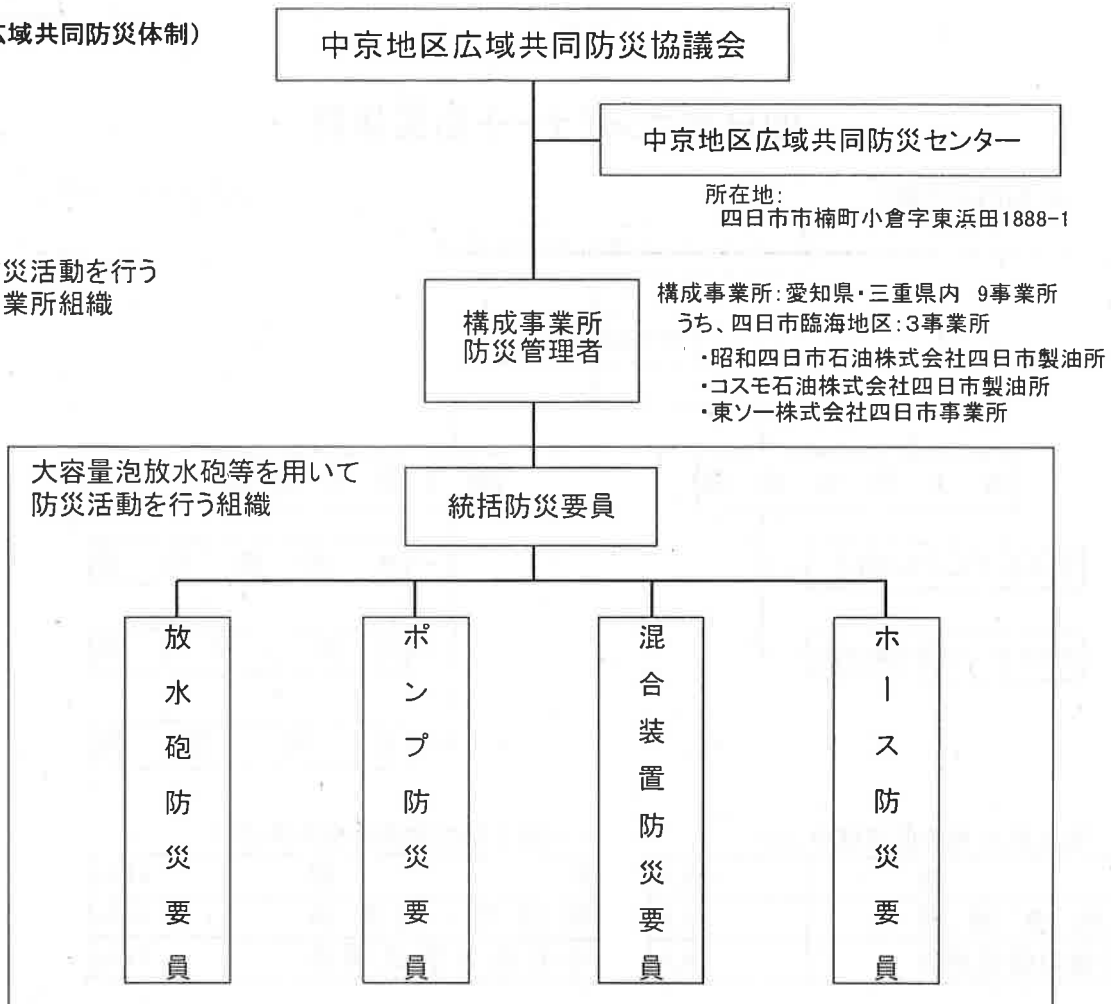 広域共同防災体制)
中京地区広域共同防災協議会
中京地区広域共同防災センター
所在地:
四日市市楠町小倉字東浜田1888-1
災活動を行う
業所組織
構成事業所
防災管理者
構成事業所:愛知県・三重県内 9事業所
うち、四日市臨海地区:3事業所
・昭和四日市石油株式会社四日市製油所
・コスモ石油株式会社四日市製油所
・東ソー株式会社四日市事業所
大容量泡放水砲等を用いて
防災活動を行う組織
統括防災要員
放水砲防災要員
ポンプ防災要員
混合装置防災要員
ホース防災要員